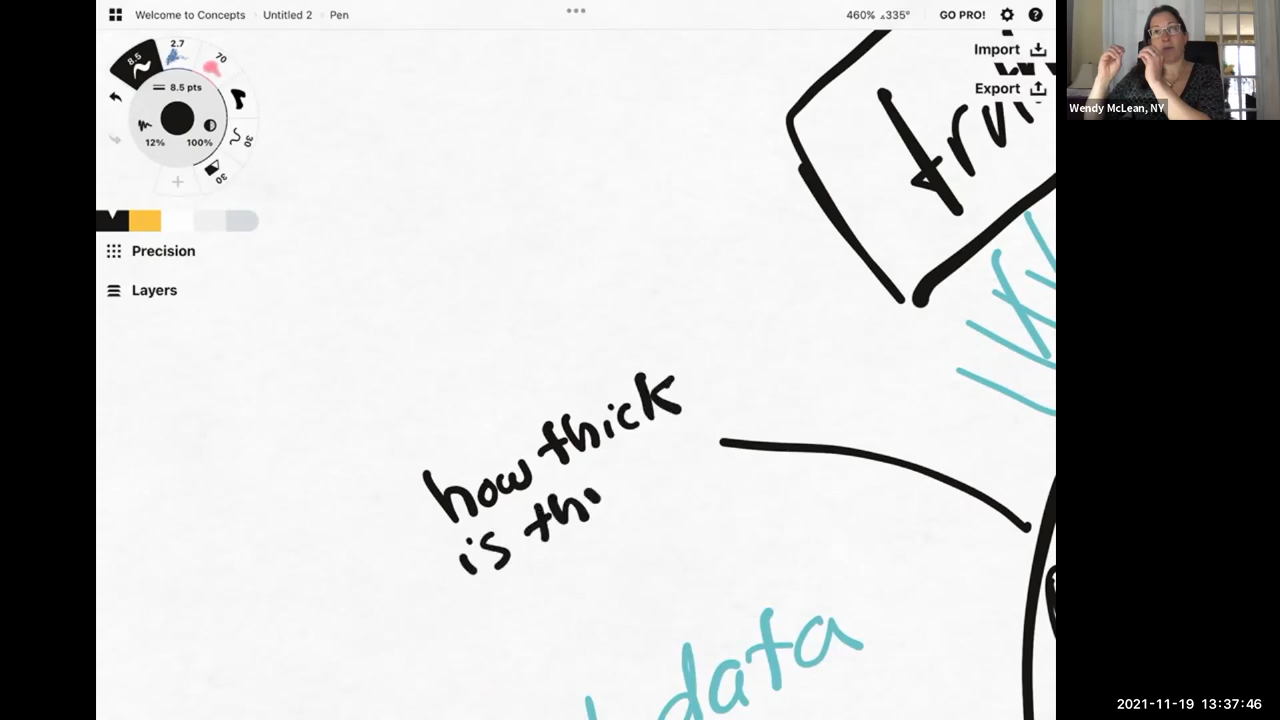 Welcome to Concepts Untitled 2 Pen
460% 335° GO PRO!
Import
Export
8.5
2.7
70
8.5 pts
12% 100%
30
30
Precision
Layers
how thick
is th
data
Wendy McLean, NY
2021-11-19 13:37:46